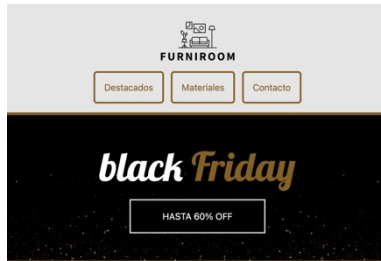 FURNIROOM
Destacados Materiales Contacto
black Friday
HASTA 60% OFF